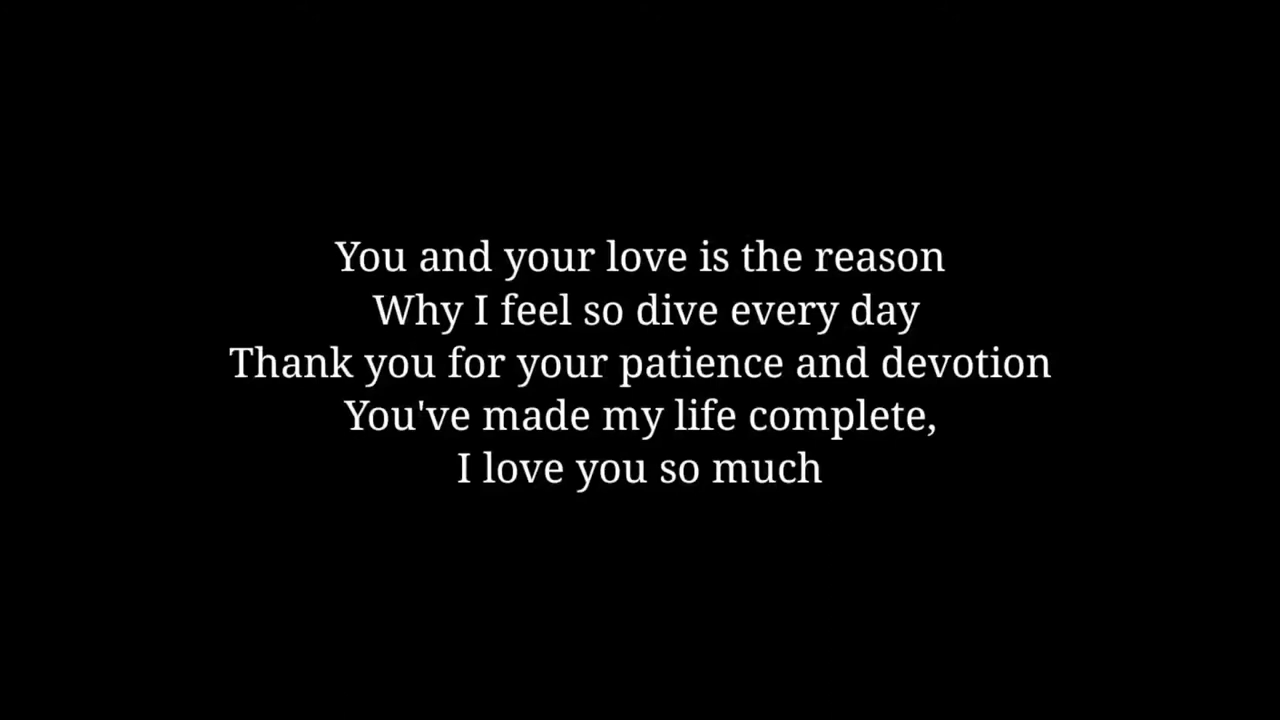 You and your love is the reason
Why I feel so dive every day
Thank you for your patience and devotion
You've made my life complete,
I love you so much